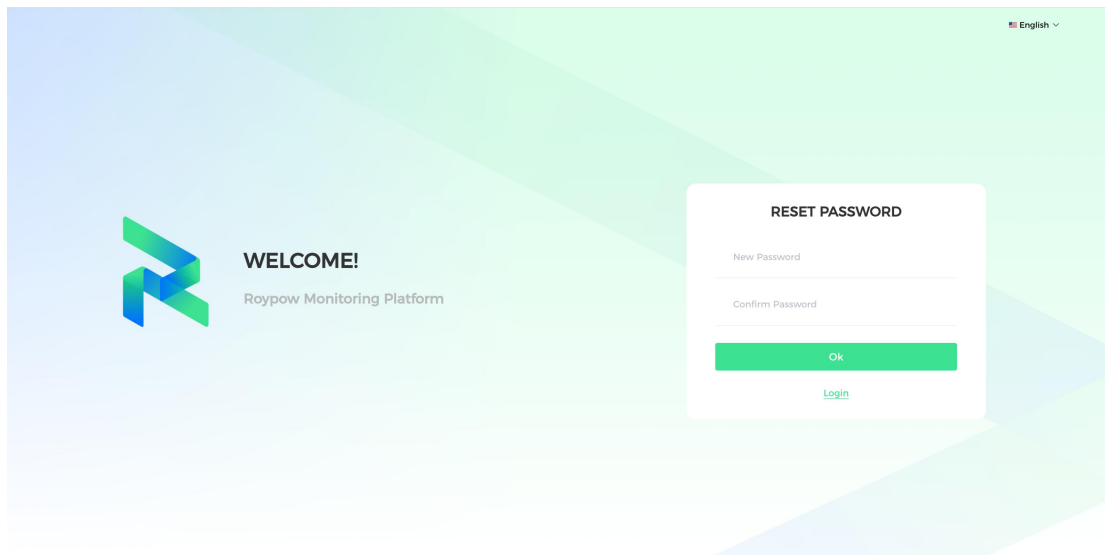 English
WELCOME!
Roypow Monitoring Platform
RESET PASSWORD
New Password
Confirm Password
Ok
Login